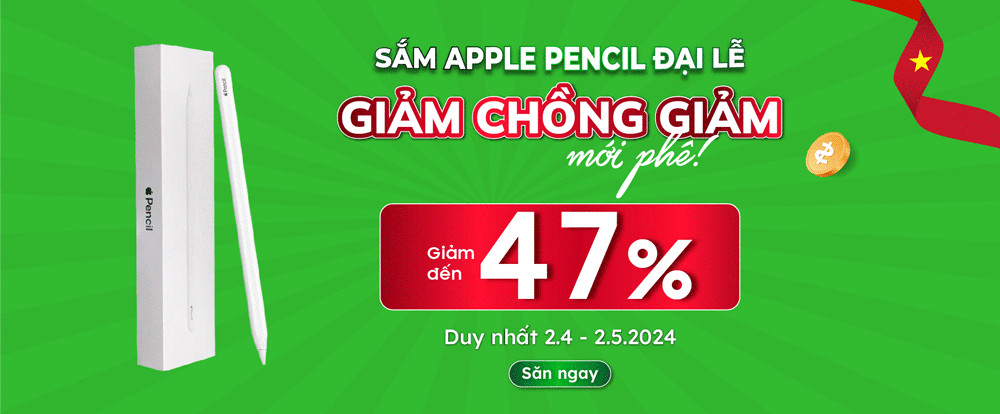 SẮM APPLE PENCIL ĐẠI LỄ
GIẢM CHỒNG GIẢM
mới phê!
Giảm
đến
47%
Duy nhất 2.4 - 2.5.2024
Săn ngay
Pencil
Pencil